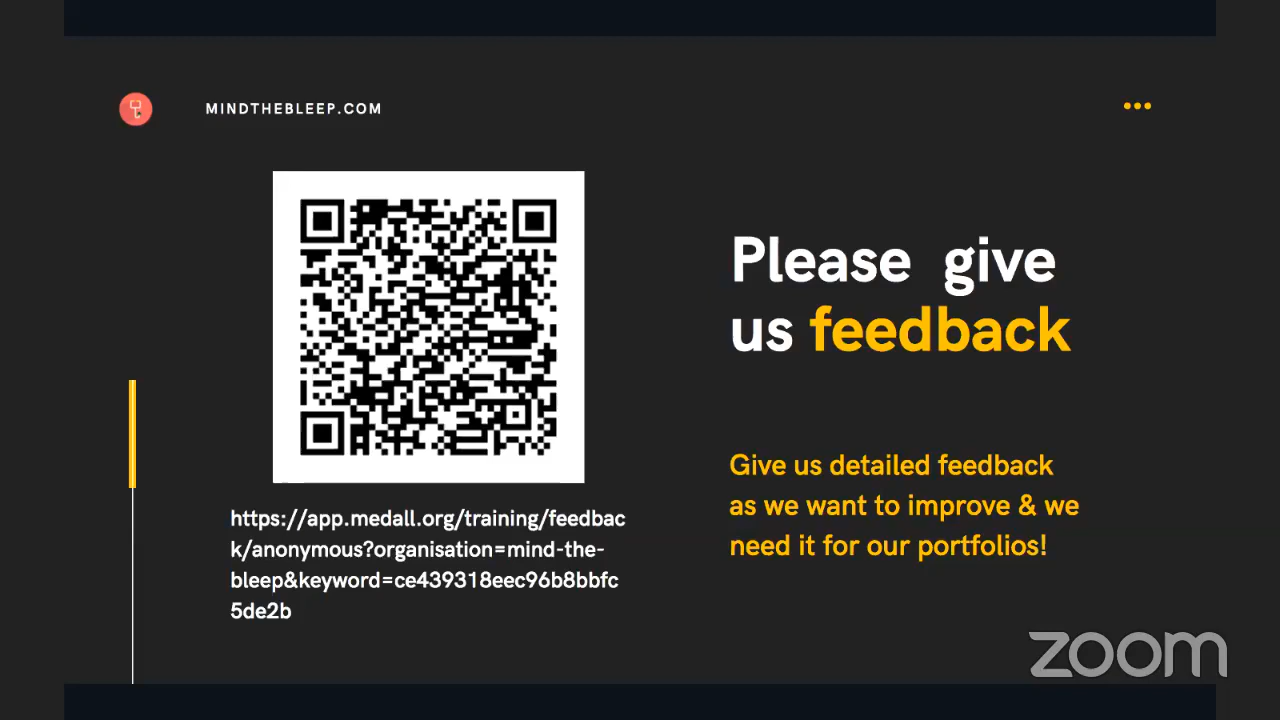 MINDTHEBLEEP.COM
Please give
us feedback
Give us detailed feedback
as we want to improve & we
need it for our portfolios!
https://app.medall.org/training/feedbac
k/anonymous?organisation=mind-the-
bleep&keyword=ce439318eec96b8bbfc
5de2b
zoom